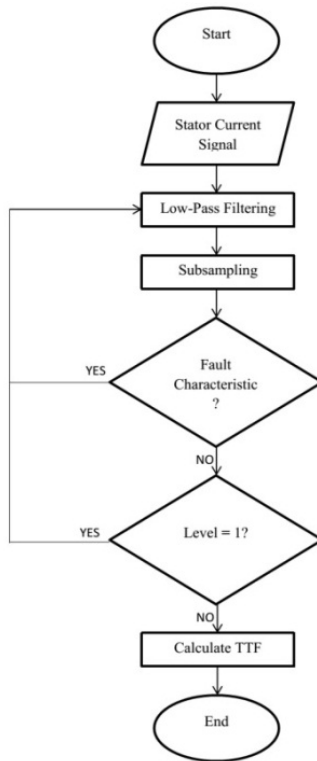 Start
Stator Current
Signal
Low-Pass Filtering
Subsampling
Fault
Characteristic
?
YES
NO
Level = 1?
YES
NO
Calculate TTF
End